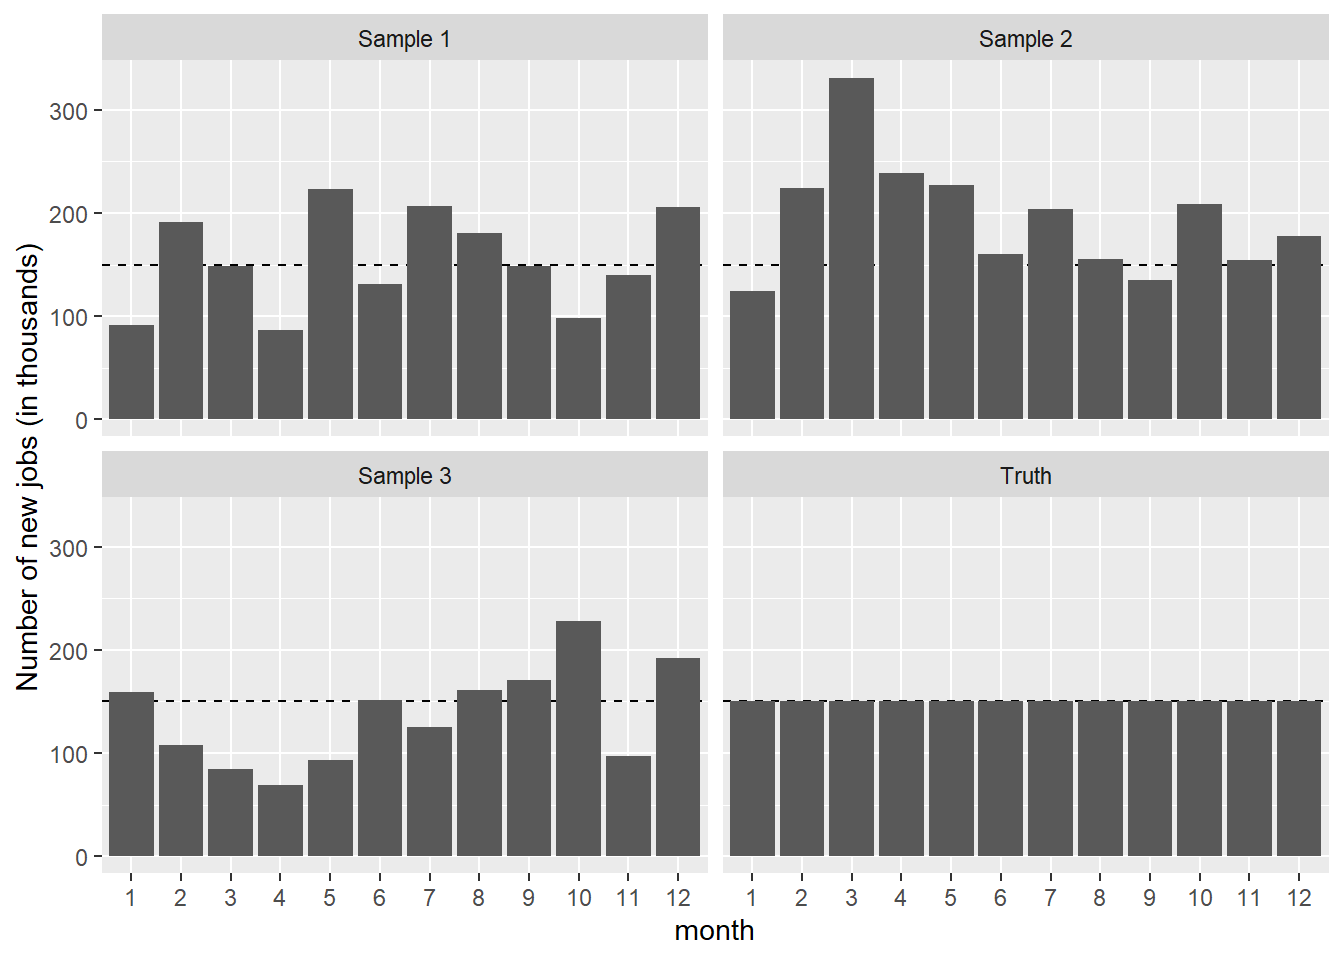 Sample 1
Sample 2
300
200
100
0
Sample 3
Truth
300
200
100
0
1 2 3 4 5 6 7 8 9 10 11 12
1 2 3 4 5 6 7 8 9 10 11 12
month
Number of new jobs (in thousands)